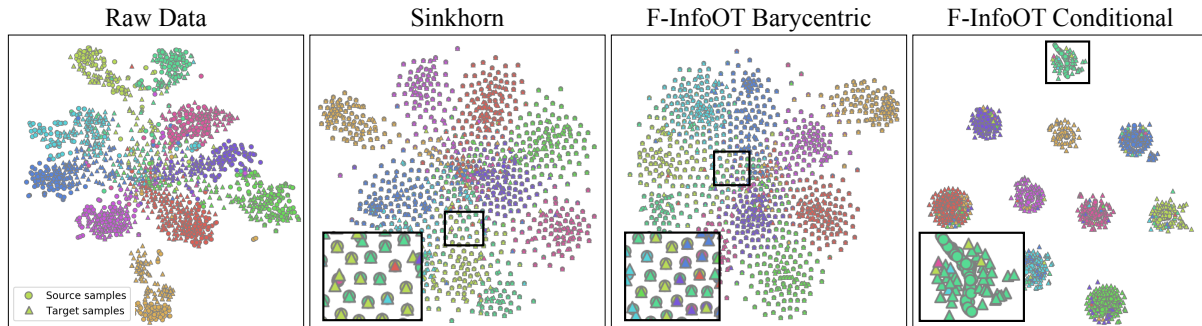 Raw Data
Sinkhorn
F-InfoOT Barycentric
F-InfoOT Conditional
Source samples
Target samples